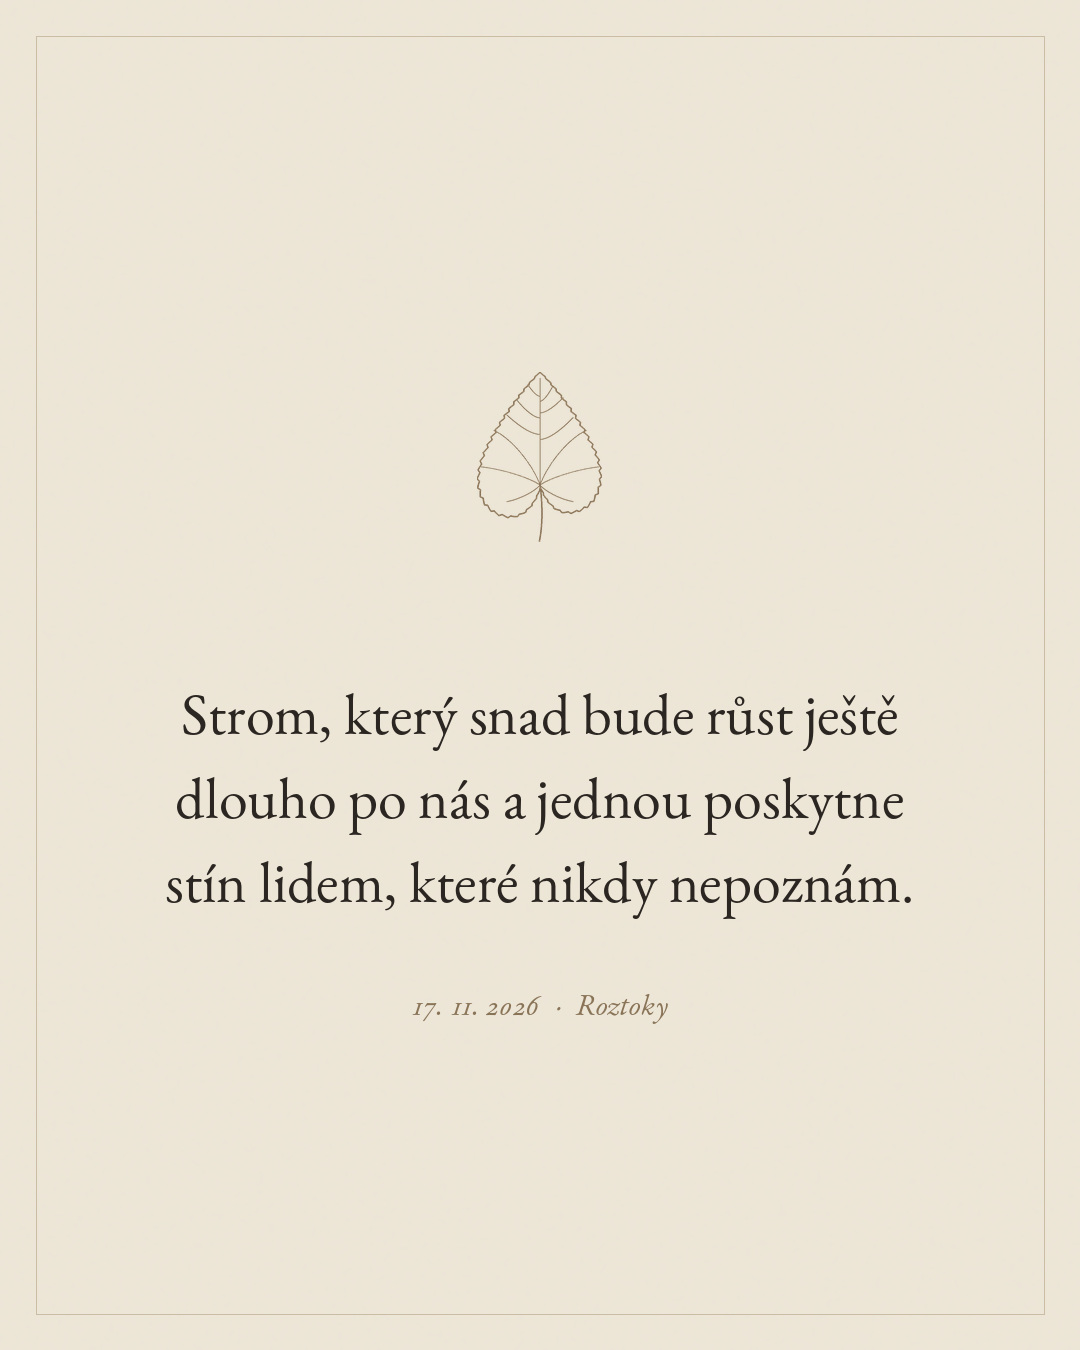 Strom, který snad bude růst ještě
dlouho po nás a jednou poskytne
stín lidem, které nikdy nepoznám.
17. 11. 2026 · Roztoky